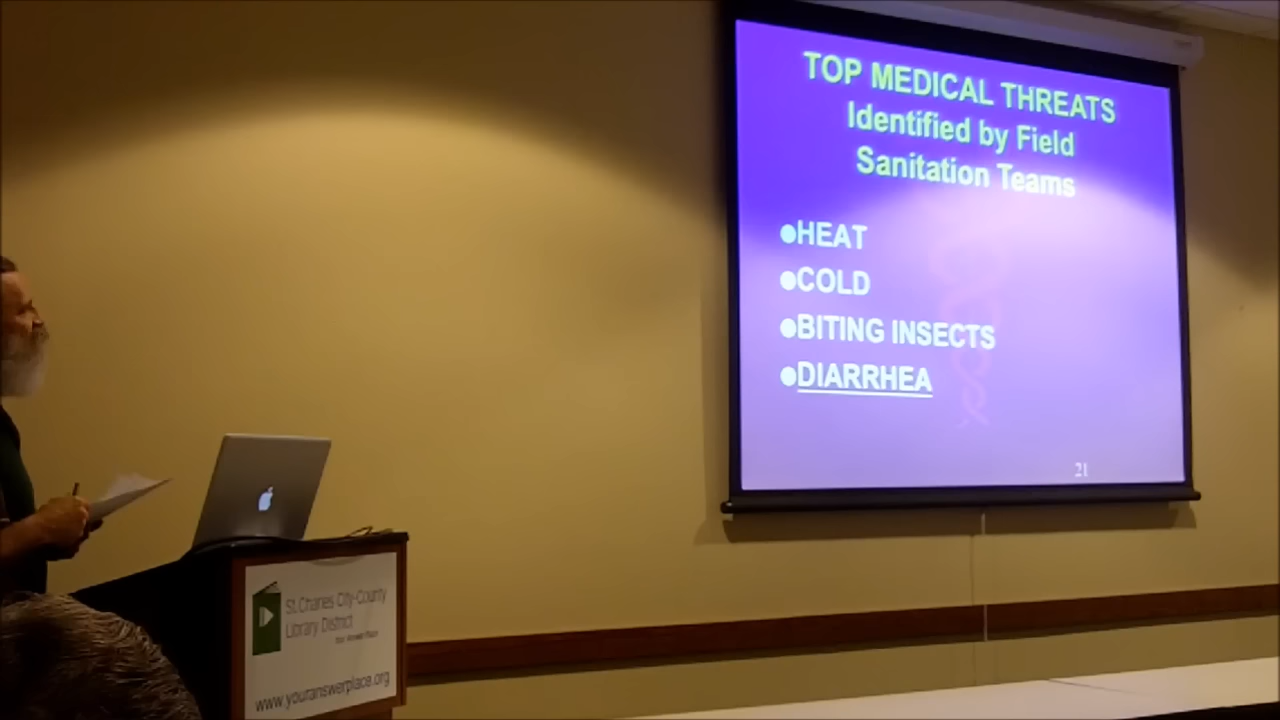 TOP MEDICAL THREATS
Identified by Field
Sanitation Teams
●HEAT
●COLD
●BITING INSECTS
●DIARRHEA
21
St. Charles City-County
Library District
www.youranswerplace.org